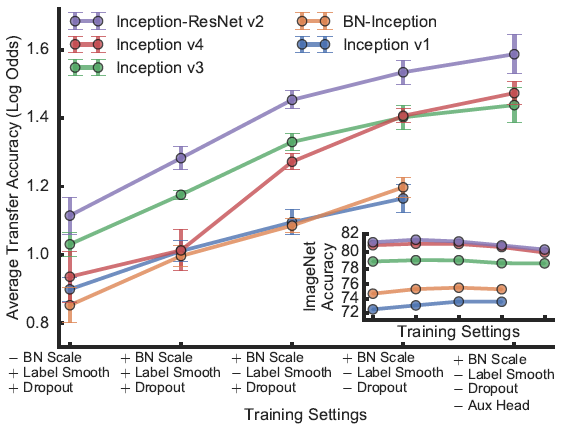 Inception-ResNet v2
Inception v4
Inception v3
BN-Inception
Inception v1
Average Transfer Accuracy (Log Odds)
1.6
1.4
1.2
1.0
0.8
ImageNet
Accuracy
82
80
78
76
74
72
Training Settings
− BN Scale
+ Label Smooth
+ Dropout
+ BN Scale
+ Label Smooth
+ Dropout
+ BN Scale
− Label Smooth
+ Dropout
+ BN Scale
− Label Smooth
− Dropout
+ BN Scale
− Label Smooth
− Dropout
− Aux Head
Training Settings